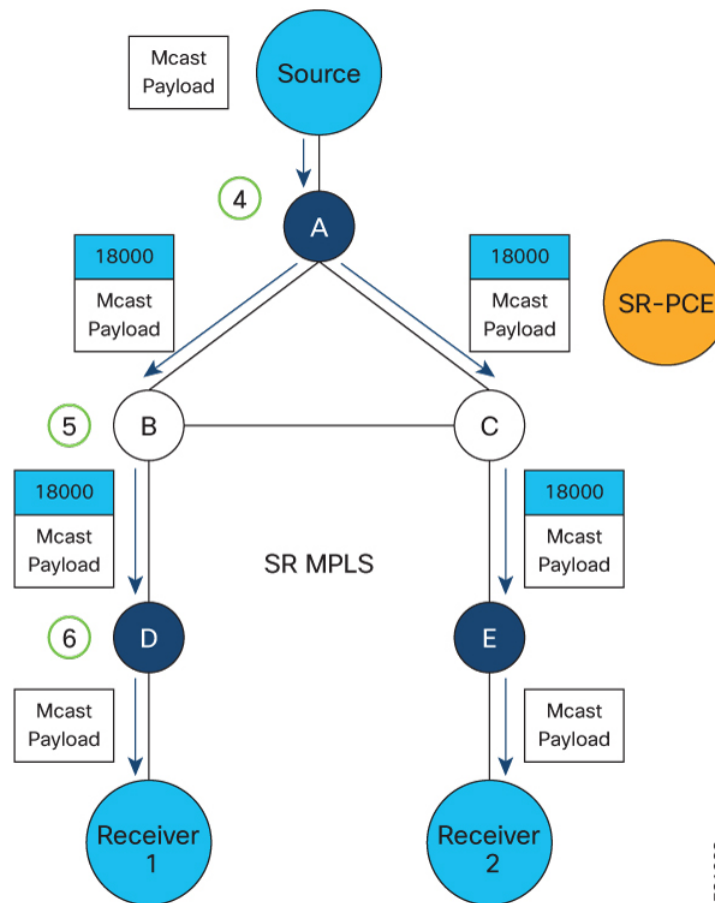 Mcast
Payload
Source
4
A
18000
Mcast
Payload
18000
Mcast
Payload
SR-PCE
5
B
C
18000
Mcast
Payload
SR MPLS
18000
Mcast
Payload
6
D
E
Mcast
Payload
Mcast
Payload
Receiver
1
Receiver
2